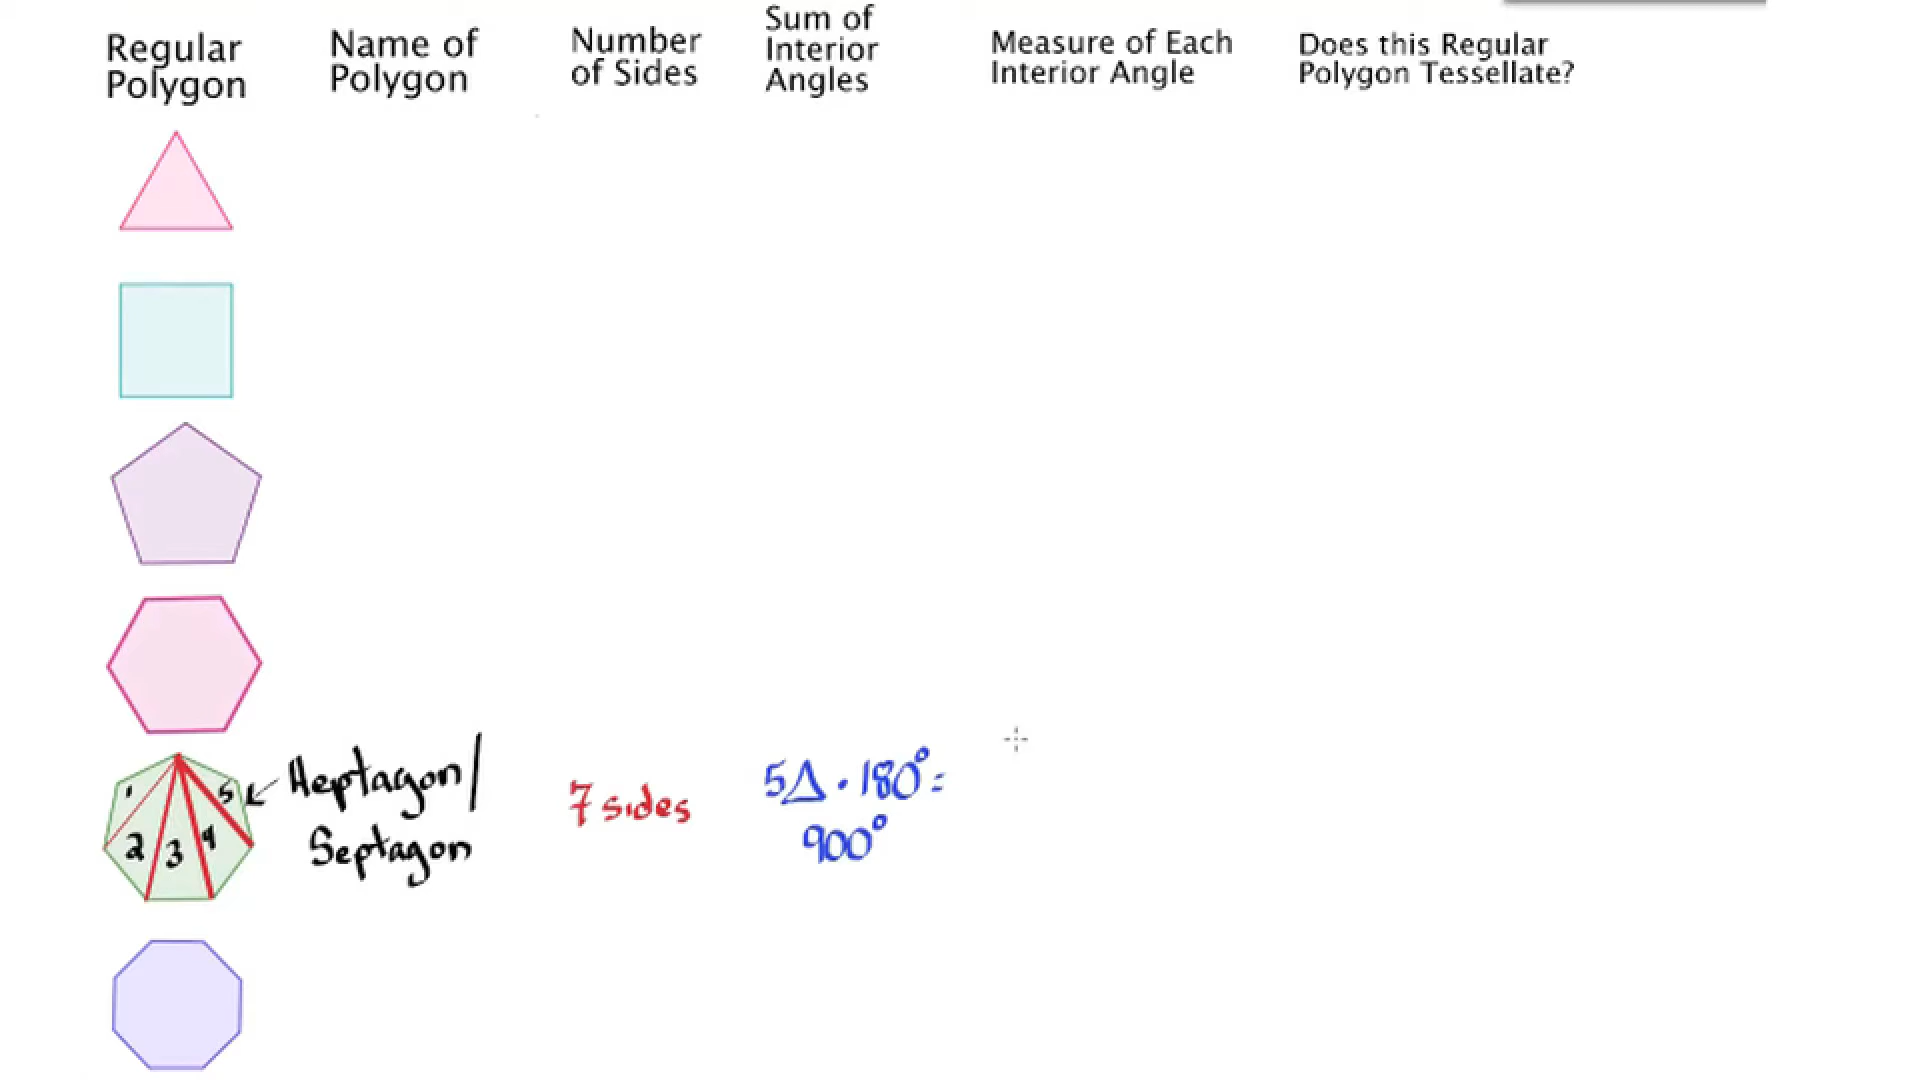 Regular
Polygon
Name of
Polygon
Number
of Sides
Sum of
Interior
Angles
Measure of Each
Interior Angle
Does this Regular
Polygon Tessellate?
1
2
3
4
5
Heptagon/
Septagon
7 sides
5△·180°=
900°